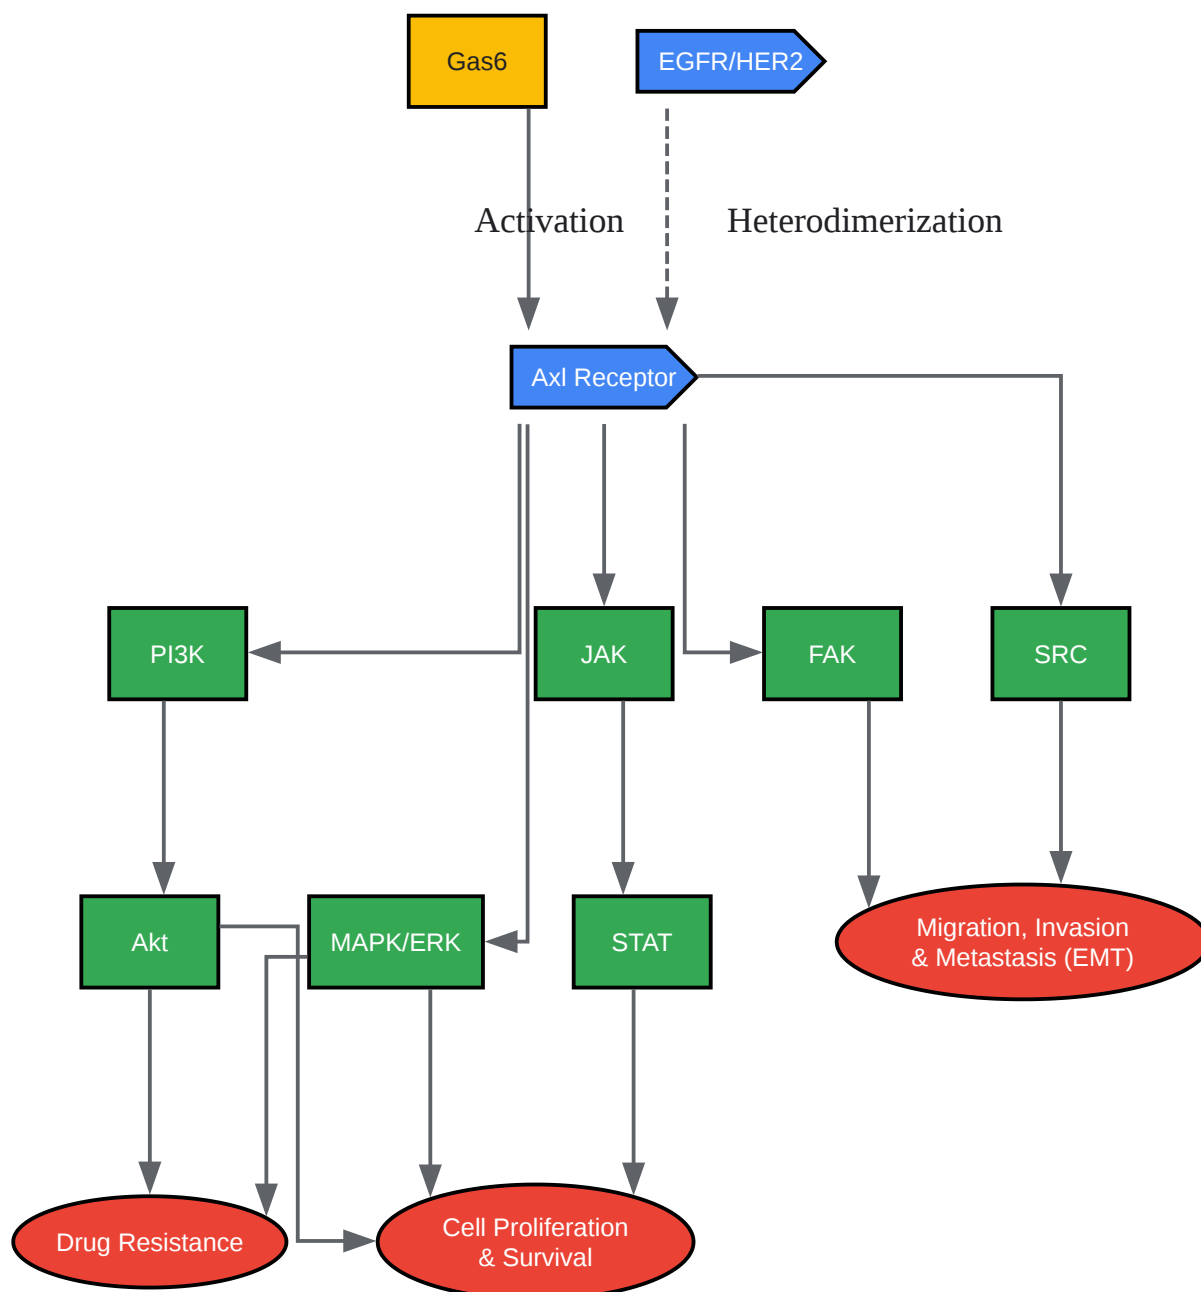 Gas6
EGFR/HER2
Activation
Heterodimerization
Axl Receptor
PI3K
JAK
FAK
SRC
Akt
MAPK/ERK
STAT
Migration, Invasion
& Metastasis (EMT)
Drug Resistance
Cell Proliferation
& Survival